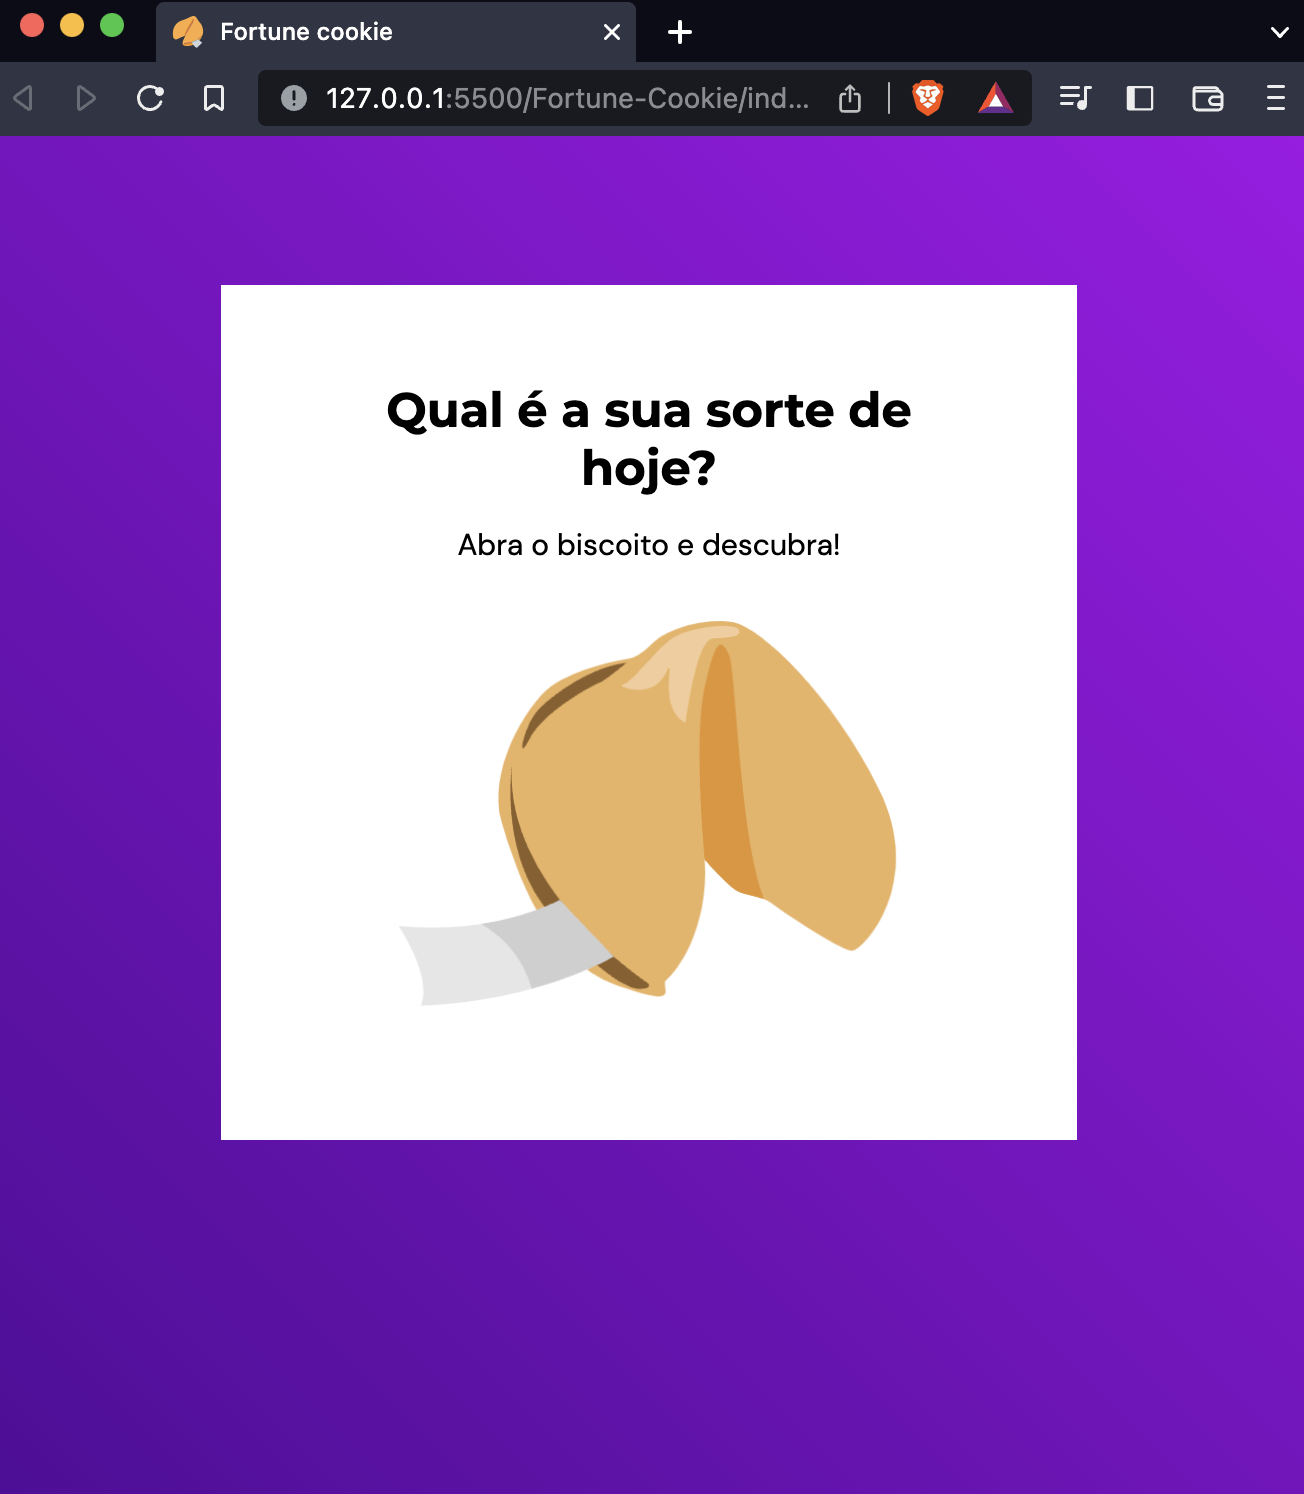 Fortune cookie
127.0.0.1:5500/Fortune-Cookie/ind...
Qual é a sua sorte de
hoje?
Abra o biscoito e descubra!